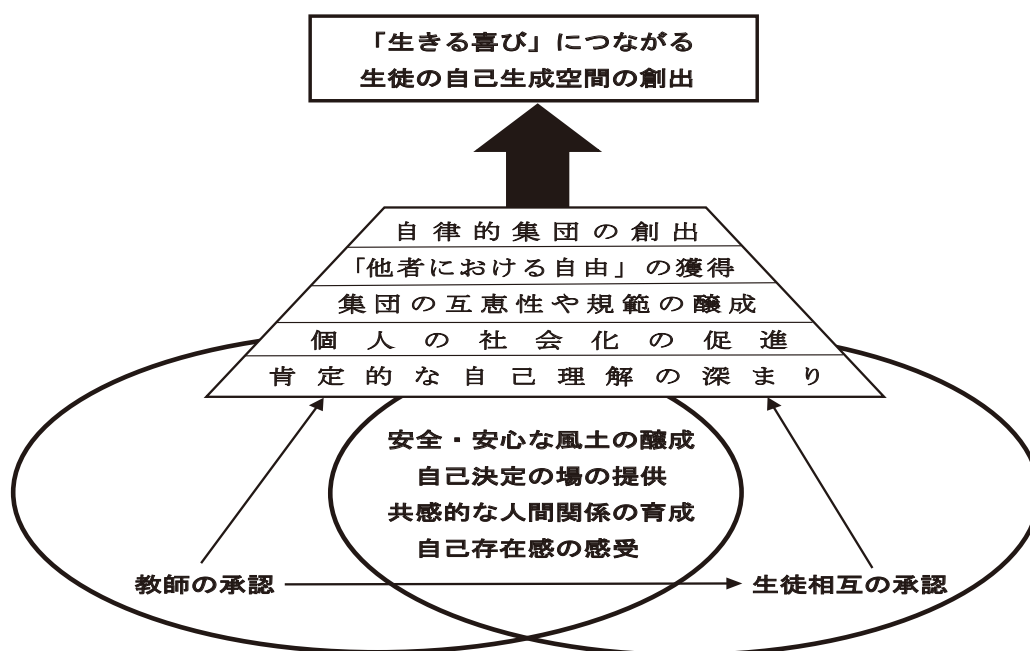 「生きる喜び」につながる
生徒の自己生成空間の創出
自律的集団の創出
「他者における自由」の獲得
集団の互恵性や規範の醸成
個人の社会化の促進
肯定的な自己理解の深まり
安全・安心な風土の醸成
自己決定の場の提供
共感的な人間関係の育成
自己存在感の感受
教師の承認
生徒相互の承認